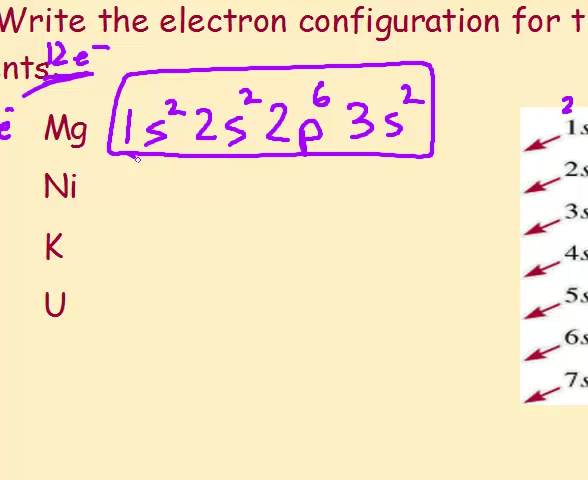 Write the electron configuration for t
nts.
12e⁻
e⁻ Mg 1s² 2s² 2p⁶ 3s²
Ni
K
U
2
1s
2s
3s
4s
5s
6s
7s